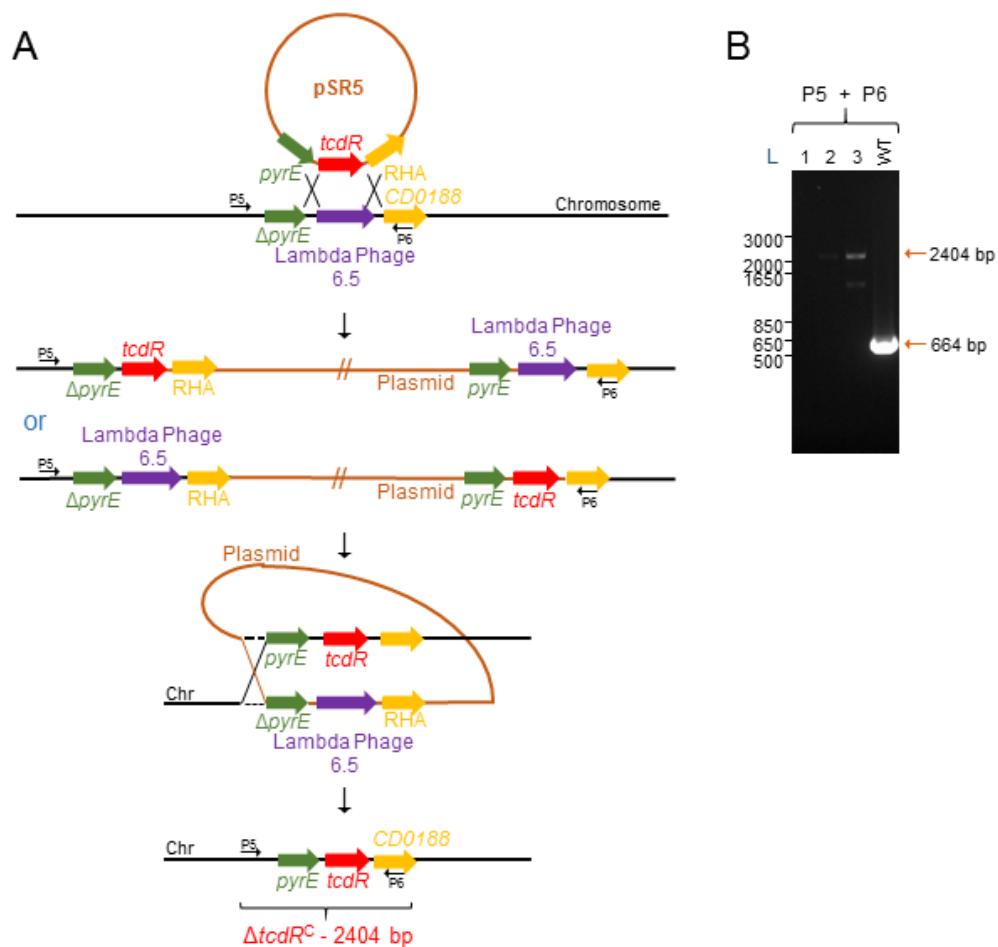 A
pSR5
tcdR
pyrE
RHA
CD0188
P5
Chromosome
ΔpyrE
P6
Lambda Phage
6.5
Lambda Phage
6.5
P5
tcdR
ΔpyrE
RHA
Plasmid
pyrE
P6
or
Lambda Phage
6.5
P5
ΔpyrE
RHA
Plasmid
pyrE
tcdR
P6
Plasmid
pyrE
tcdR
Chr
ΔpyrE
RHA
Lambda Phage
6.5
CD0188
Chr
P5
pyrE
tcdR
P6
ΔtcdRᶜ - 2404 bp
B
P5 + P6
L 1 2 3 WT
3000
2000
1650
850
650
500
2404 bp
664 bp